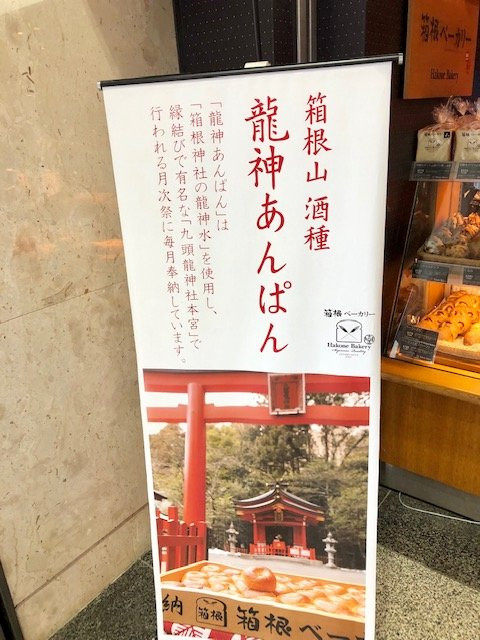 箱根山 酒種
龍神あんぱん
「龍神あんぱん」は
「箱根神社の龍神水」を使用し、
縁結びで有名な「九頭龍神社本宮」で
行われる月次祭に毎月奉納しています。
箱根 ベーカリー
Hakone Bakery
納 箱根 箱根ベー
箱根ベーカリー
Hakone Bakery